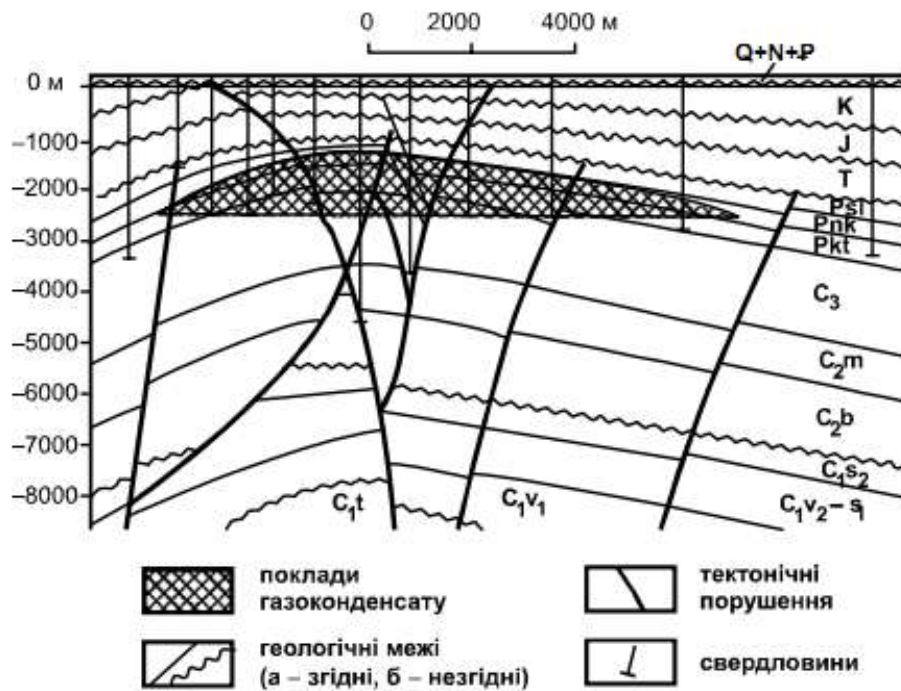 0 2000 4000 м
Q+N+P
0 м
K
–1000
J
T
–2000
Psl
Pnk
–3000
Pkt
C₃
–4000
–5000
C₂m
–6000
C₂b
–7000
C₁s₂
–8000
C₁t
C₁v₁
C₁v₂–s₁
поклади
газоконденсату
тектонічні
порушення
геологічні межі
(а – згідні, б – незгідні)
свердловини